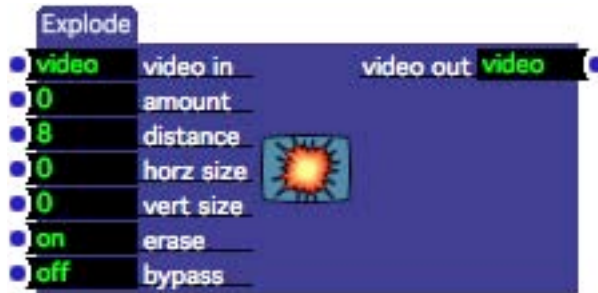 Explode
video video in video out video
0 amount
8 distance
0 horz size
0 vert size
on erase
off bypass